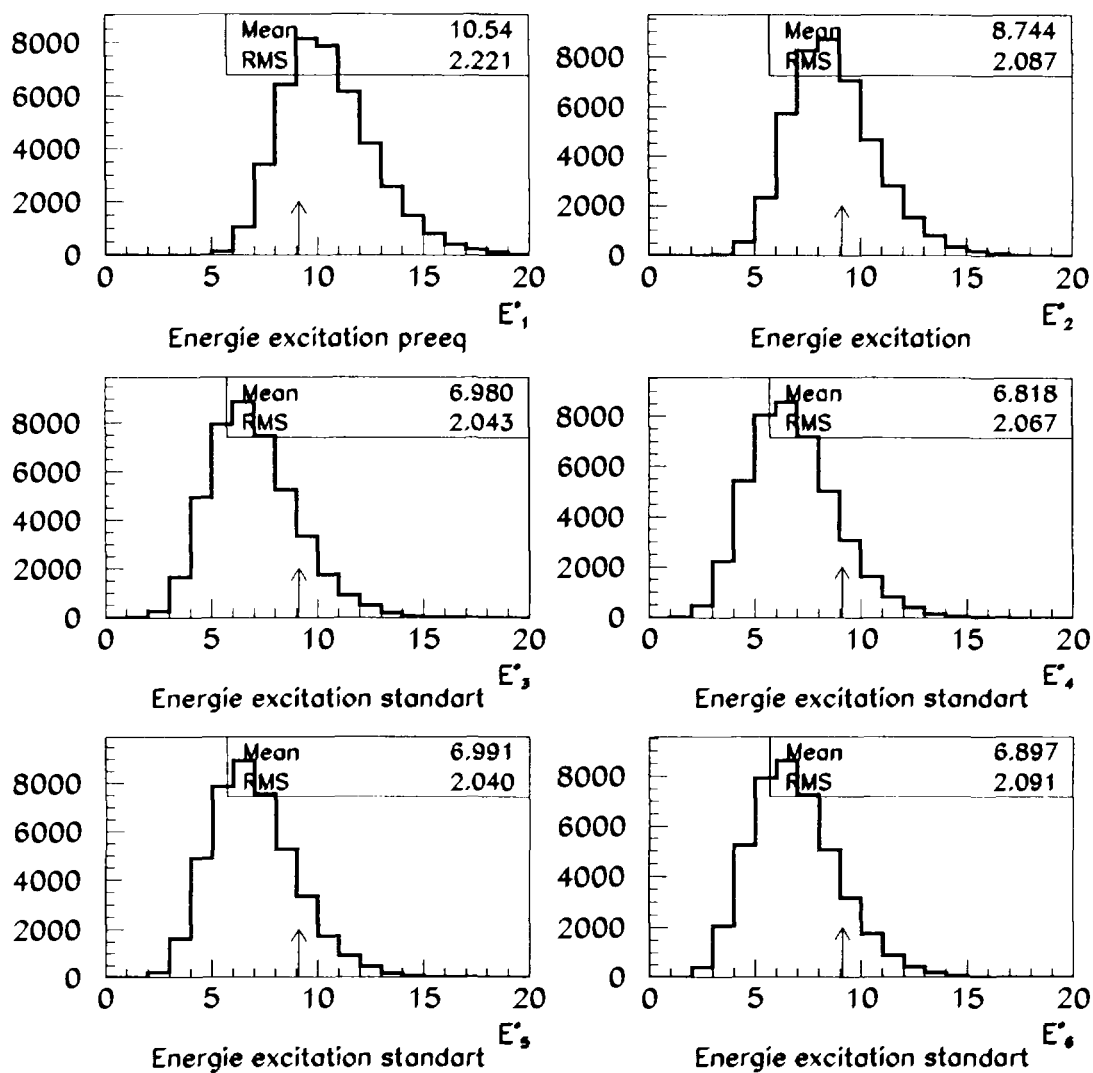 Mean 10.54
RMS 2.221
8000
6000
4000
2000
0
0 5 10 15 20
E*1
Energie excitation preeq
Mean 8.744
RMS 2.087
8000
6000
4000
2000
0
0 5 10 15 20
E*2
Energie excitation
Mean 6.980
RMS 2.043
8000
6000
4000
2000
0
0 5 10 15 20
E*3
Energie excitation standart
Mean 6.818
RMS 2.067
8000
6000
4000
2000
0
0 5 10 15 20
E*4
Energie excitation standart
Mean 6.991
RMS 2.040
8000
6000
4000
2000
0
0 5 10 15 20
E*5
Energie excitation standart
Mean 6.897
RMS 2.091
8000
6000
4000
2000
0
0 5 10 15 20
E*6
Energie excitation standart